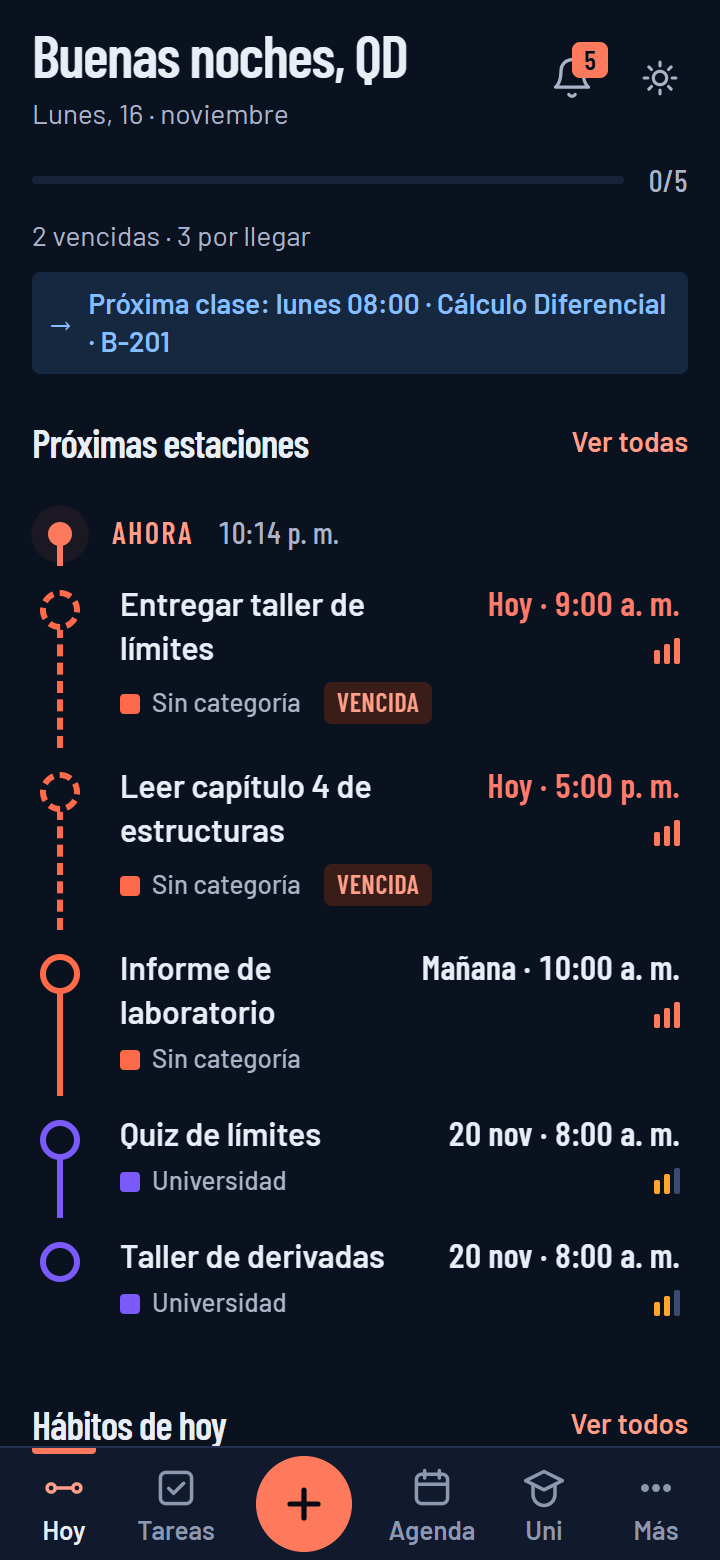 Buenas noches, QD
5
Lunes, 16 · noviembre
0/5
2 vencidas · 3 por llegar
→ Próxima clase: lunes 08:00 · Cálculo Diferencial
· B-201
Próximas estaciones
Ver todas
AHORA 10:14 p. m.
Entregar taller de
límites
Hoy · 9:00 a. m.
Sin categoría
VENCIDA
Leer capítulo 4 de
estructuras
Hoy · 5:00 p. m.
Sin categoría
VENCIDA
Informe de
laboratorio
Mañana · 10:00 a. m.
Sin categoría
Quiz de límites
20 nov · 8:00 a. m.
Universidad
Taller de derivadas
20 nov · 8:00 a. m.
Universidad
Hábitos de hoy
Ver todos
Hoy
Tareas
Agenda
Uni
Más